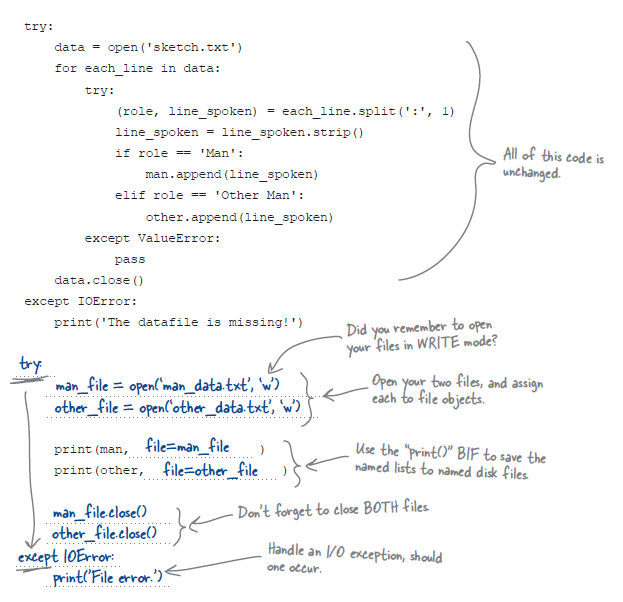 try:
data = open('sketch.txt')
for each_line in data:
try:
(role, line_spoken) = each_line.split(':', 1)
line_spoken = line_spoken.strip()
if role == 'Man':
man.append(line_spoken)
elif role == 'Other Man':
other.append(line_spoken)
except ValueError:
pass
data.close()
except IOError:
print('The datafile is missing!')
All of this code is
unchanged.
Did you remember to open
your files in WRITE mode?
try:
man_file = open('man_data.txt', 'w')
other_file = open('other_data.txt', 'w')
Open your two files, and assign
each to file objects.
print(man, file=man_file )
print(other, file=other_file )
Use the "print()" BIF to save the
named lists to named disk files.
man_file.close()
other_file.close()
Don't forget to close BOTH files.
except IOError:
print('File error.')
Handle an I/O exception, should
one occur.